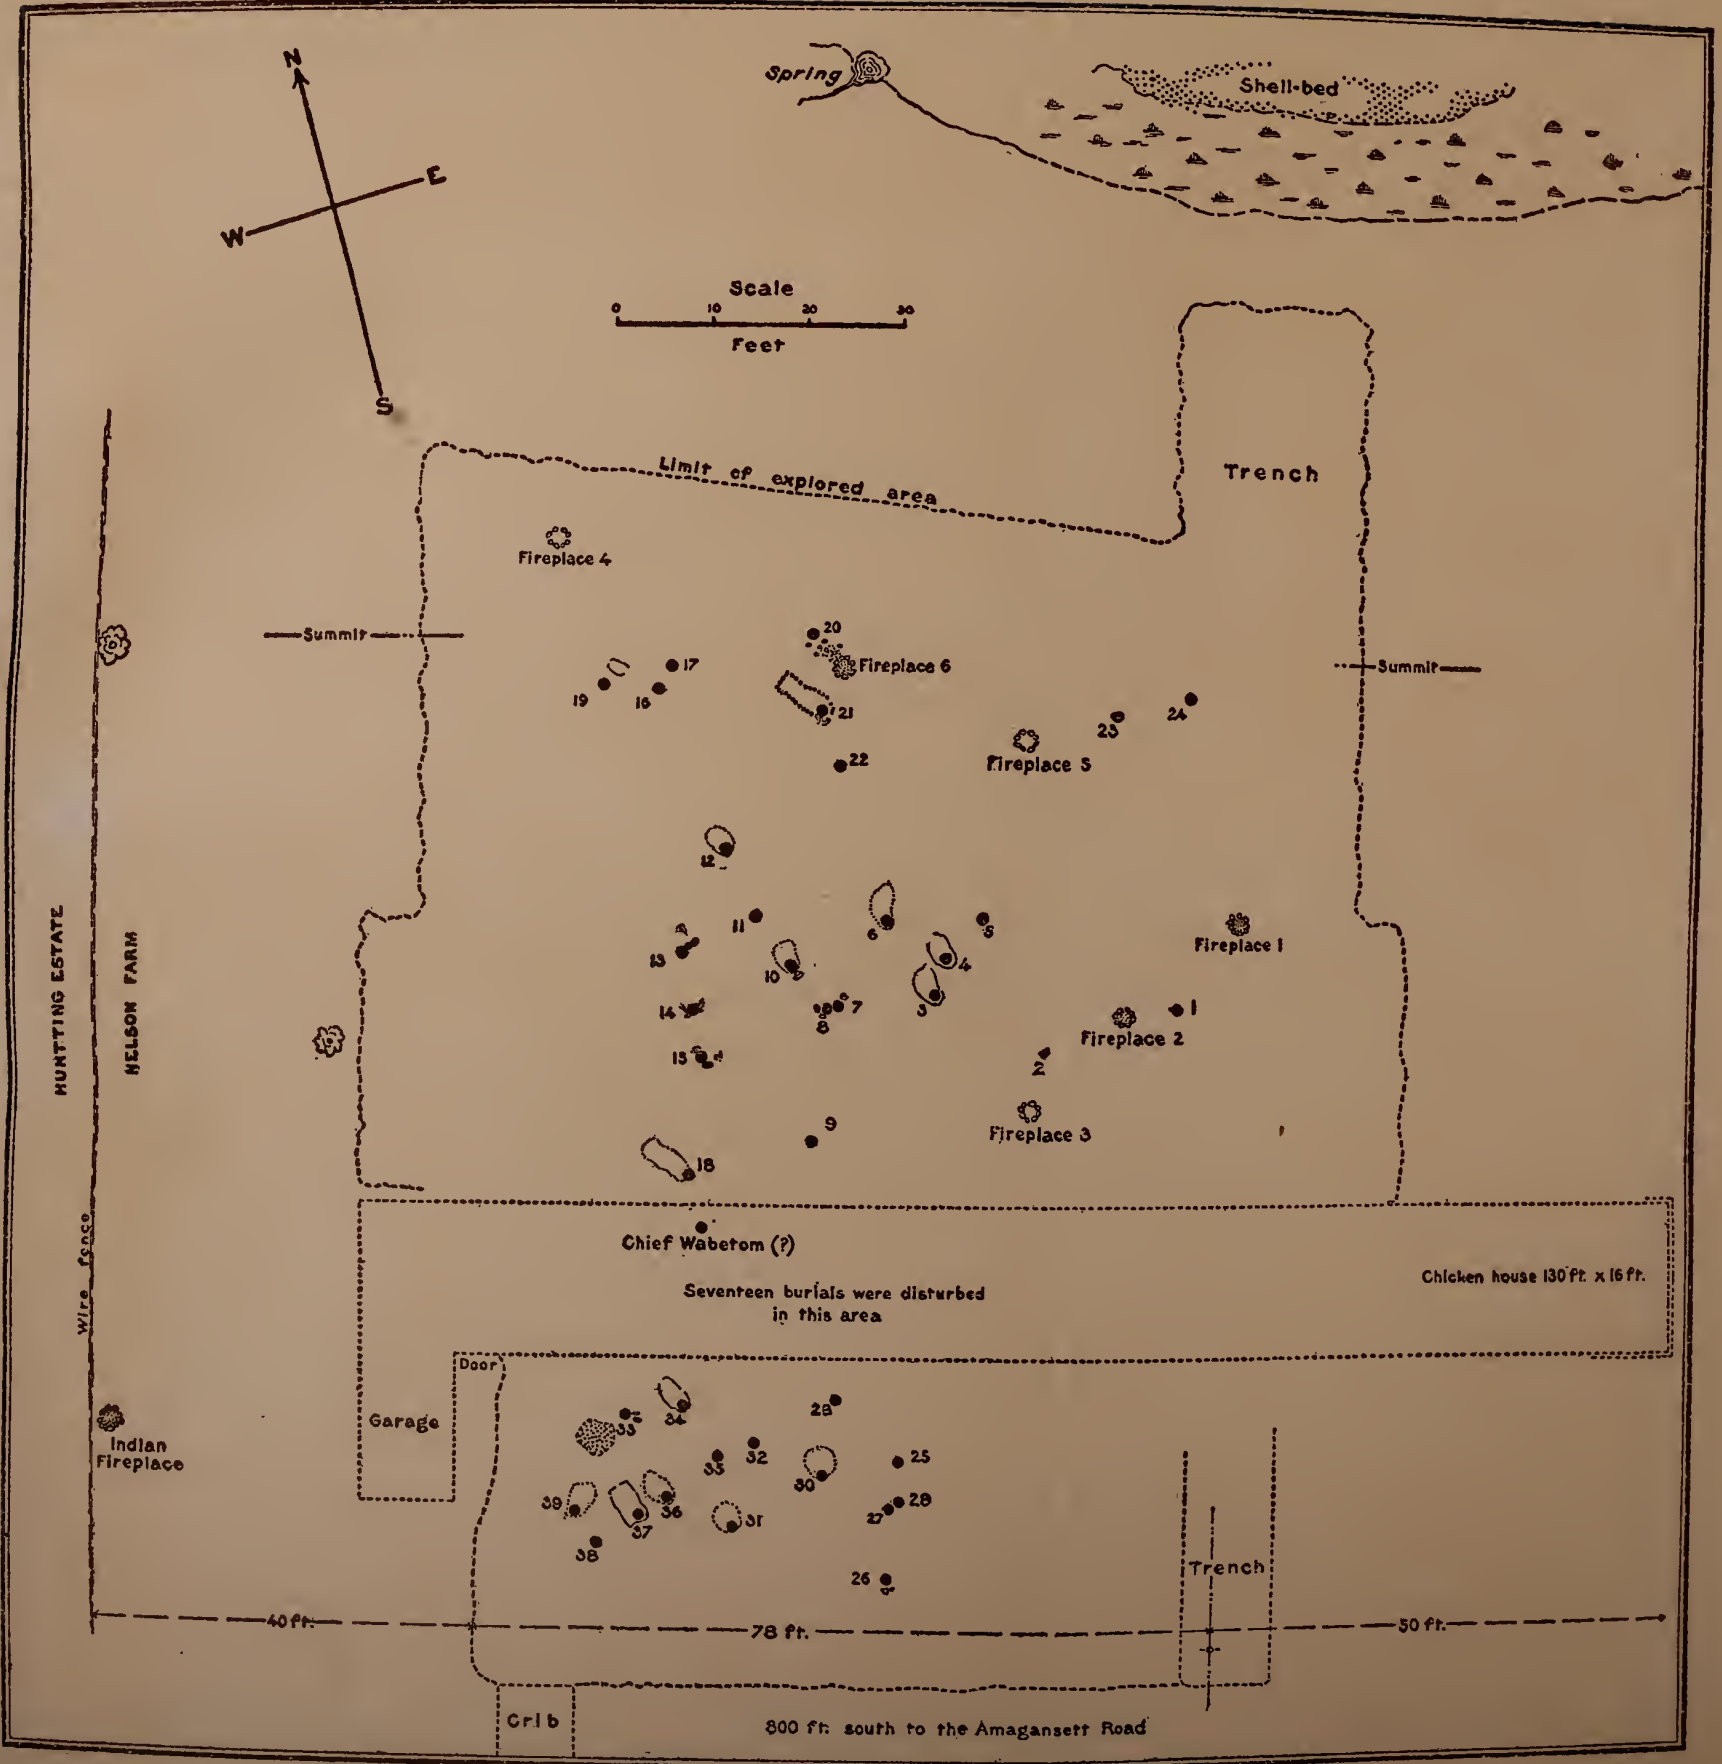 N
E
W
S
Spring
Shell-bed
Scale
0 10 20 30
Feet
Limit of explored area
Trench
Fireplace 4
Summit
20
Fireplace 6
Summit
17
19
16
21
24
23
Fireplace 5
22
12
11
6
5
Fireplace 1
13
10
4
3
14
8
7
1
Fireplace 2
15
2
9
Fireplace 3
18
HUNTTING ESTATE
NELSON FARM
Wire fence
Chief Wabetom (?)
Seventeen burials were disturbed
in this area
Chicken house 130 ft. x 16 ft.
Door
Garage
Indian
Fireplace
33
34
28
35
32
30
25
39
37
36
31
27
29
38
26
Trench
40 ft.
78 ft.
50 ft.
Crib
800 ft. south to the Amagansett Road